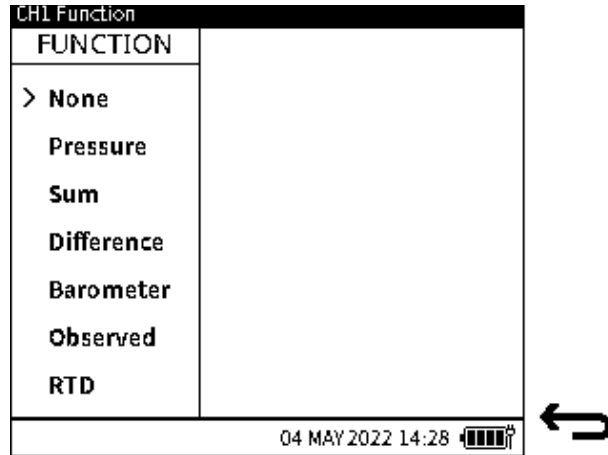 CH1 Function
FUNCTION
> None
Pressure
Sum
Difference
Barometer
Observed
RTD
04 MAY 2022 14:28